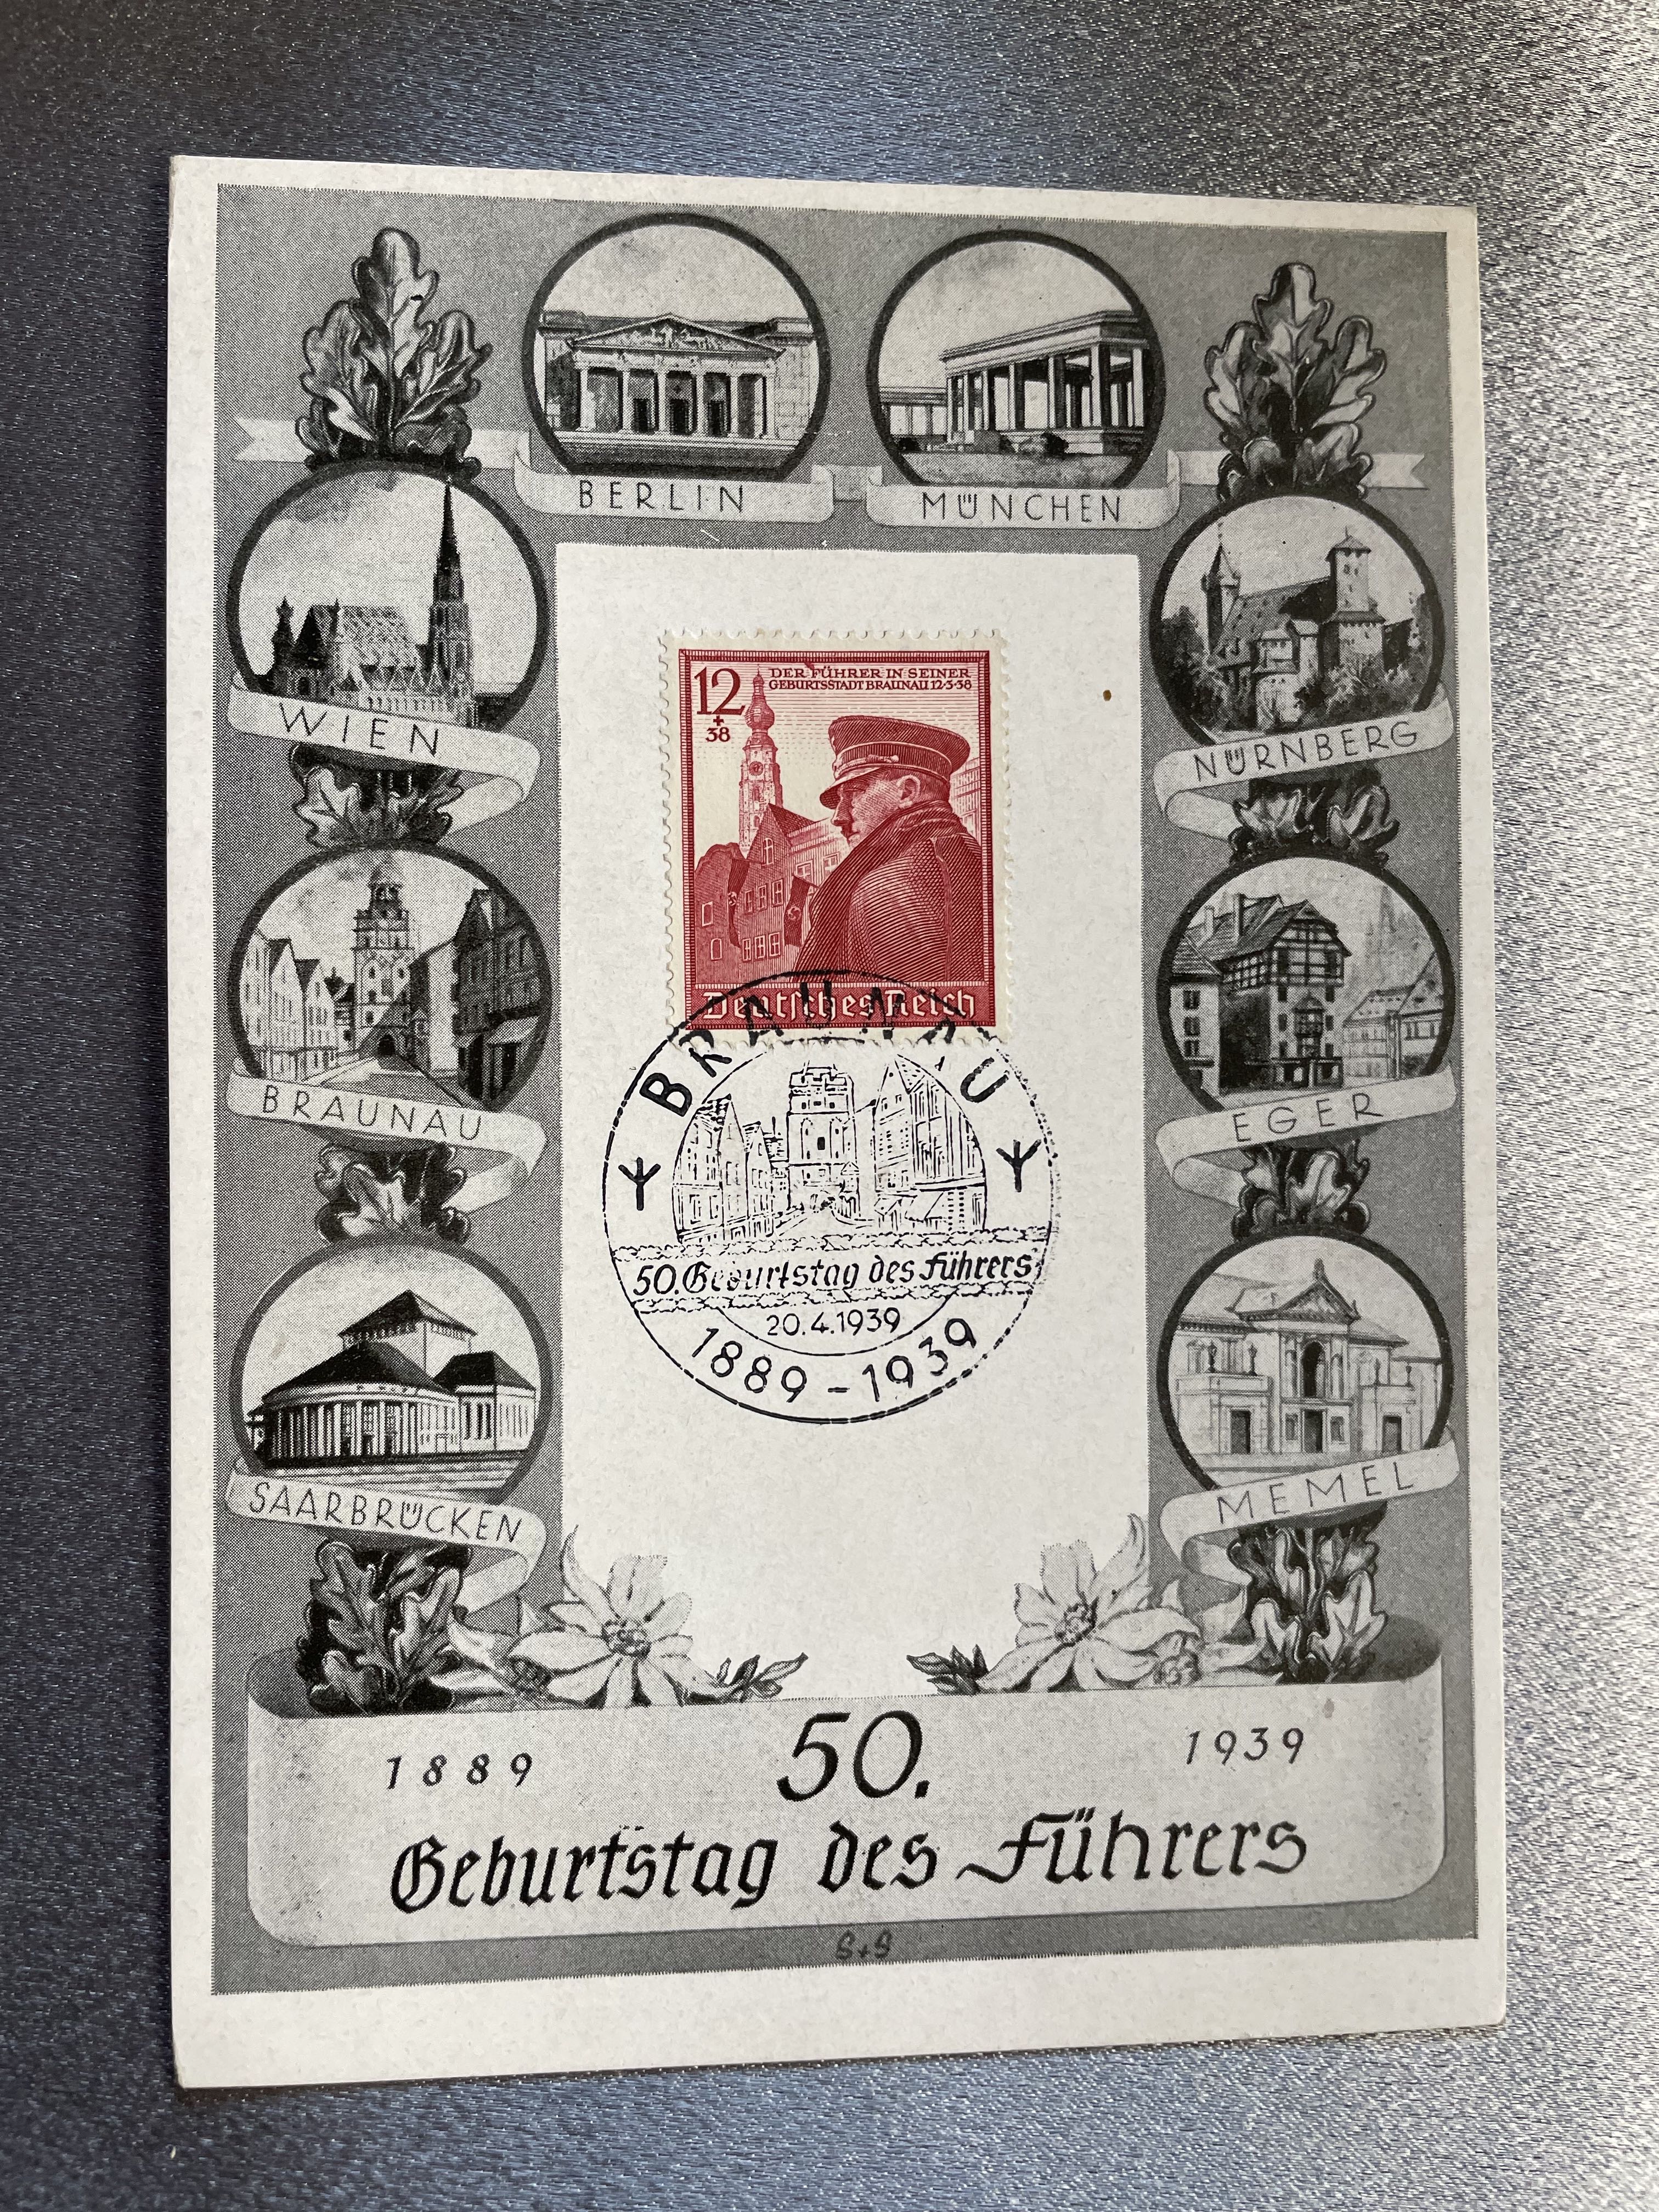 BERLIN
MÜNCHEN
WIEN
NÜRNBERG
12
+
38
DER FÜHRER IN SEINER
GEBURTSSTADT BRAUNAU 12·3·38
Deutsches Reich
BRAUNAU
EGER
BRAUNAU
50. Geburtstag des Führers
20.4.1939
1889-1939
SAARBRÜCKEN
MEMEL
1889
50.
1939
Geburtstag des Führers
S+S